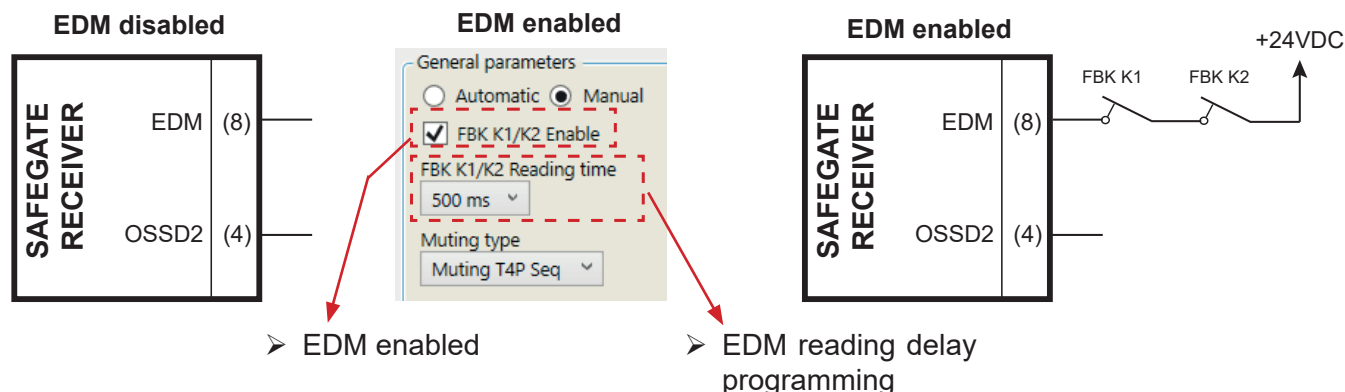 EDM disabled
SAFEGATE
RECEIVER
EDM (8)
OSSD2 (4)
EDM enabled
General parameters
Automatic Manual
FBK K1/K2 Enable
FBK K1/K2 Reading time
500 ms
Muting type
Muting T4P Seq
➢ EDM enabled
➢ EDM reading delay
programming
EDM enabled
+24VDC
FBK K1 FBK K2
SAFEGATE
RECEIVER
EDM (8)
OSSD2 (4)